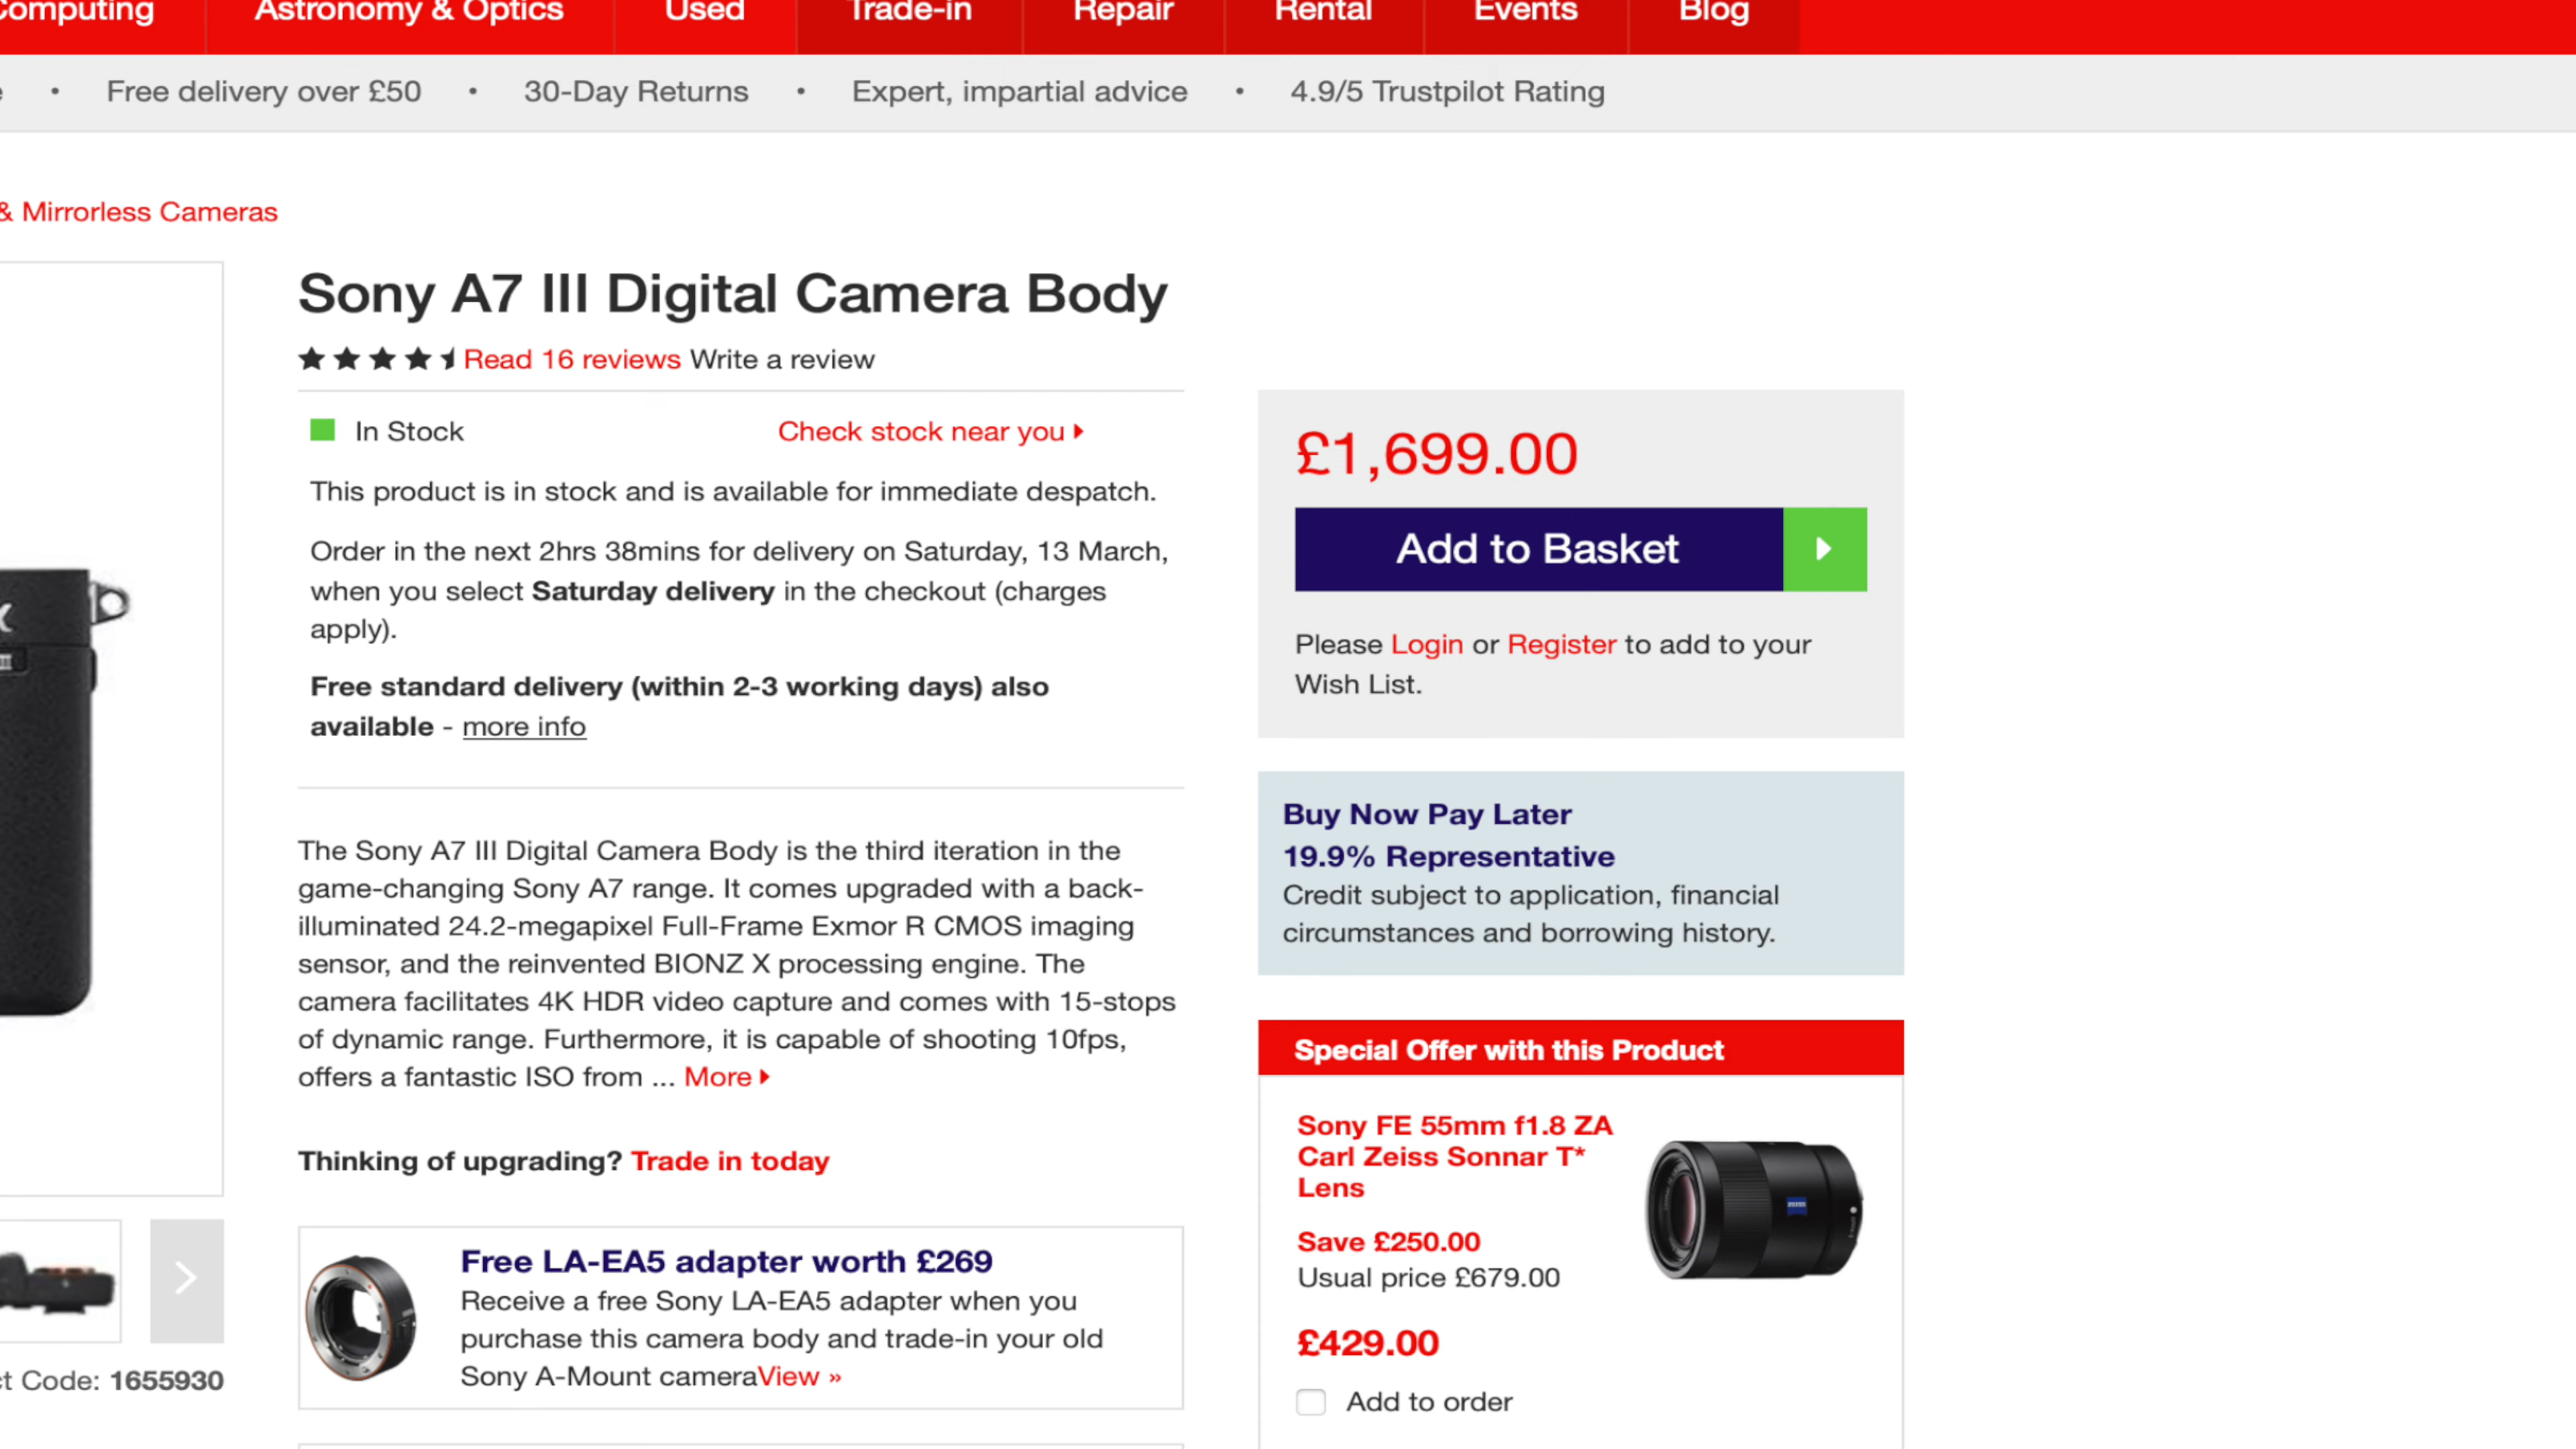 Computing Astronomy & Optics Used Trade-in Repair Rental Events Blog
• Free delivery over £50 • 30-Day Returns • Expert, impartial advice • 4.9/5 Trustpilot Rating
& Mirrorless Cameras
Sony A7 III Digital Camera Body
Read 16 reviews Write a review
In Stock Check stock near you
This product is in stock and is available for immediate despatch.
Order in the next 2hrs 38mins for delivery on Saturday, 13 March,
when you select Saturday delivery in the checkout (charges
apply).
Free standard delivery (within 2-3 working days) also
available - more info
The Sony A7 III Digital Camera Body is the third iteration in the
game-changing Sony A7 range. It comes upgraded with a back-
illuminated 24.2-megapixel Full-Frame Exmor R CMOS imaging
sensor, and the reinvented BIONZ X processing engine. The
camera facilitates 4K HDR video capture and comes with 15-stops
of dynamic range. Furthermore, it is capable of shooting 10fps,
offers a fantastic ISO from ... More
Thinking of upgrading? Trade in today
Free LA-EA5 adapter worth £269
Receive a free Sony LA-EA5 adapter when you
purchase this camera body and trade-in your old
Sony A-Mount cameraView »
ct Code: 1655930
£1,699.00
Add to Basket
Please Login or Register to add to your
Wish List.
Buy Now Pay Later
19.9% Representative
Credit subject to application, financial
circumstances and borrowing history.
Special Offer with this Product
Sony FE 55mm f1.8 ZA
Carl Zeiss Sonnar T*
Lens
Save £250.00
Usual price £679.00
£429.00
Add to order
ZEISS